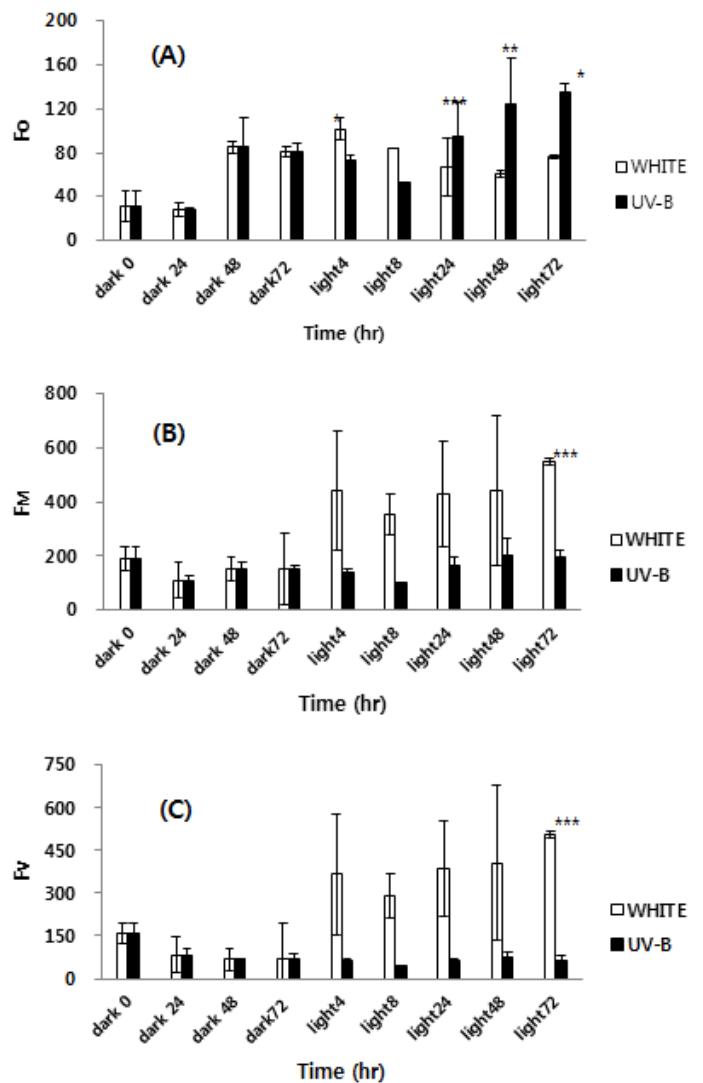 (A)
Fo
200
160
120
80
40
0
*
***
**
*
WHITE
UV-B
dark 0
dark 24
dark 48
dark72
light4
light8
light24
light48
light72
Time (hr)
(B)
FM
800
600
400
200
0
***
WHITE
UV-B
dark 0
dark 24
dark 48
dark72
light4
light8
light24
light48
light72
Time (hr)
(C)
Fv
750
600
450
300
150
0
***
WHITE
UV-B
dark 0
dark 24
dark 48
dark72
light4
light8
light24
light48
light72
Time (hr)